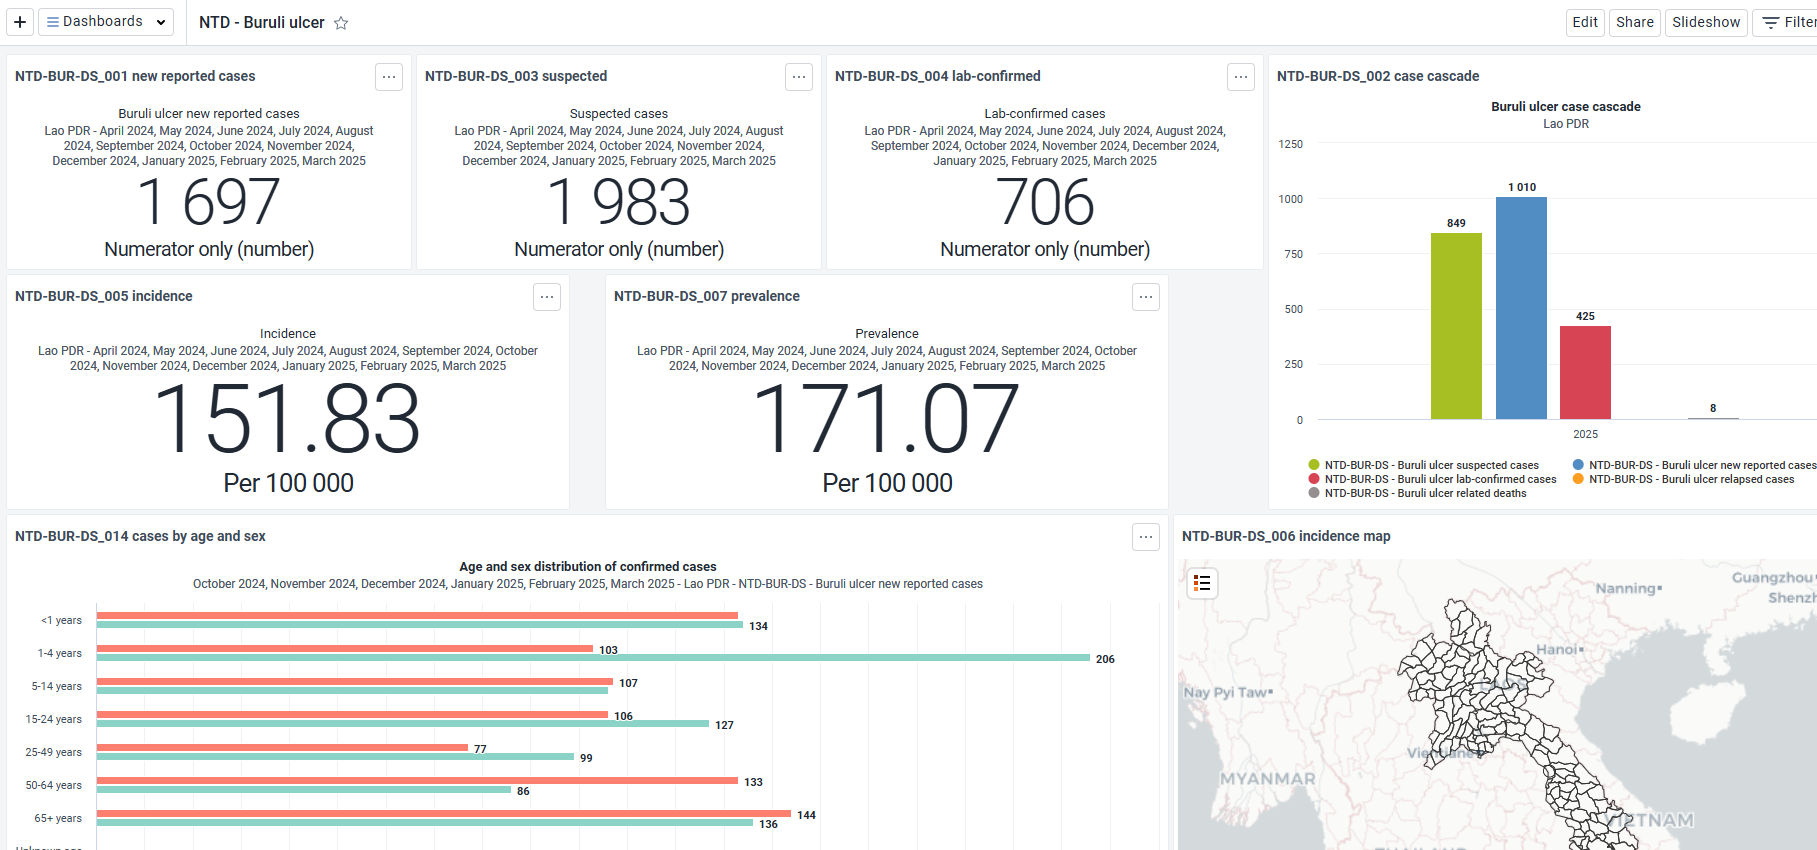 + Dashboards
NTD - Buruli ulcer
Edit
Share
Slideshow
Filter
NTD-BUR-DS_001 new reported cases
Buruli ulcer new reported cases
Lao PDR - April 2024, May 2024, June 2024, July 2024, August
2024, September 2024, October 2024, November 2024,
December 2024, January 2025, February 2025, March 2025
1 697
Numerator only (number)
NTD-BUR-DS_003 suspected
Suspected cases
Lao PDR - April 2024, May 2024, June 2024, July 2024, August
2024, September 2024, October 2024, November 2024,
December 2024, January 2025, February 2025, March 2025
1 983
Numerator only (number)
NTD-BUR-DS_004 lab-confirmed
Lab-confirmed cases
Lao PDR - April 2024, May 2024, June 2024, July 2024, August 2024,
September 2024, October 2024, November 2024, December 2024,
January 2025, February 2025, March 2025
706
Numerator only (number)
NTD-BUR-DS_002 case cascade
Buruli ulcer case cascade
Lao PDR
1250
1000
750
500
250
0
849
1 010
425
8
2025
NTD-BUR-DS - Buruli ulcer suspected cases
NTD-BUR-DS - Buruli ulcer new reported cases
NTD-BUR-DS - Buruli ulcer lab-confirmed cases
NTD-BUR-DS - Buruli ulcer relapsed cases
NTD-BUR-DS - Buruli ulcer related deaths
NTD-BUR-DS_005 incidence
Incidence
Lao PDR - April 2024, May 2024, June 2024, July 2024, August 2024, September 2024, October
2024, November 2024, December 2024, January 2025, February 2025, March 2025
151.83
Per 100 000
NTD-BUR-DS_007 prevalence
Prevalence
Lao PDR - April 2024, May 2024, June 2024, July 2024, August 2024, September 2024, October
2024, November 2024, December 2024, January 2025, February 2025, March 2025
171.07
Per 100 000
NTD-BUR-DS_014 cases by age and sex
Age and sex distribution of confirmed cases
October 2024, November 2024, December 2024, January 2025, February 2025, March 2025 - Lao PDR - NTD-BUR-DS - Buruli ulcer new reported cases
<1 years
134
1-4 years
103
206
5-14 years
107
15-24 years
106
127
25-49 years
77
99
50-64 years
133
86
65+ years
144
136
Unknown age
NTD-BUR-DS_006 incidence map
Nanning
Guangzhou
Shenzh
Hanoi
LAOS
Nay Pyi Taw
Vientiane
MYANMAR
VIETNAM
THAILAND